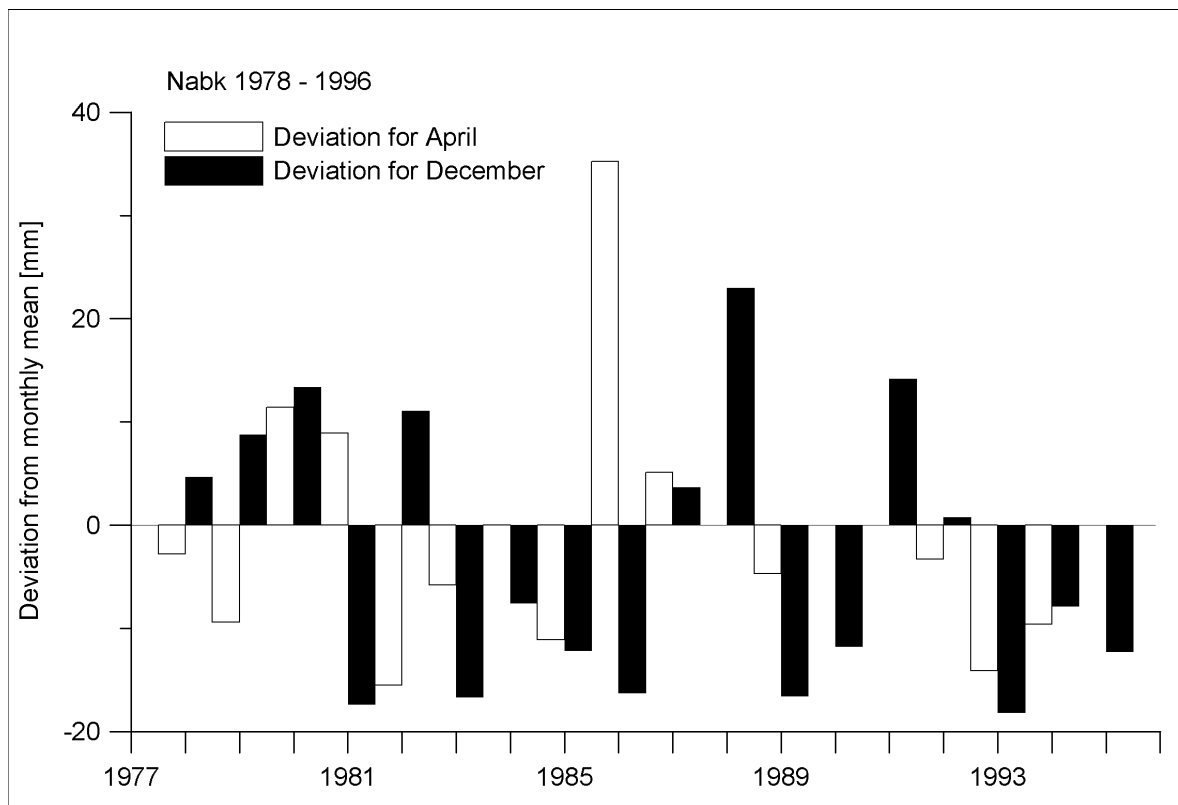 Nabk 1978 - 1996
Deviation for April
Deviation for December
Deviation from monthly mean [mm]
40
20
0
-20
1977 1981 1985 1989 1993